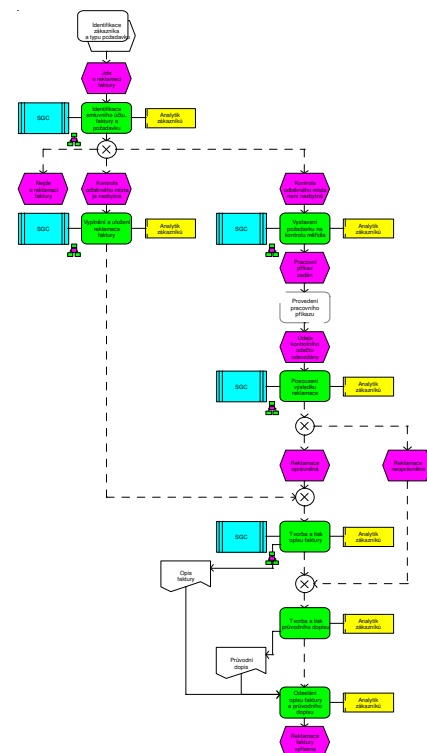 Identifikace
zákazníka
a typu požadavku
Jde
o reklamaci
faktury
SGC
Identifikace
smluvního účtu,
faktury a
požadavku
Analytik
zákazníků
Nejde
o reklamaci
faktury
Kontrola
odběrného místa
je nezbytná
Kontrola
odběrného místa
není nezbytná
SGC
Vyplnění a uložení
reklamace
faktury
Analytik
zákazníků
SGC
Vystavení
požadavku na
kontrolu měřidla
Analytik
zákazníků
Pracovní
příkaz
zadán
Provedení
pracovního
příkazu
Údaje
kontrolního
odečtu
odevzdány
SGC
Posouzení
výsledku
reklamace
Analytik
zákazníků
Reklamace
oprávněná
Reklamace
neoprávněná
SGC
Tvorba a tisk
opisu faktury
Analytik
zákazníků
Opis
faktury
Tvorba a tisk
průvodního dopisu
Analytik
zákazníků
Průvodní
dopis
Odeslání
opisu faktury
a průvodního
dopisu
Analytik
zákazníků
Reklamace
faktury
vyřízena